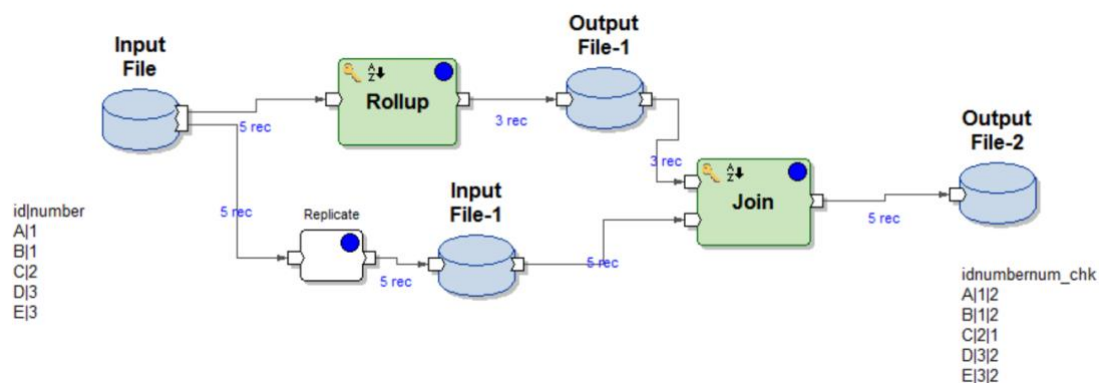 Input
File
5 rec
Rollup
3 rec
Output
File-1
3 rec
5 rec
Replicate
5 rec
Input
File-1
5 rec
Join
5 rec
Output
File-2
id|number
A|1
B|1
C|2
D|3
E|3
idnumbernum_chk
A|1|2
B|1|2
C|2|1
D|3|2
E|3|2